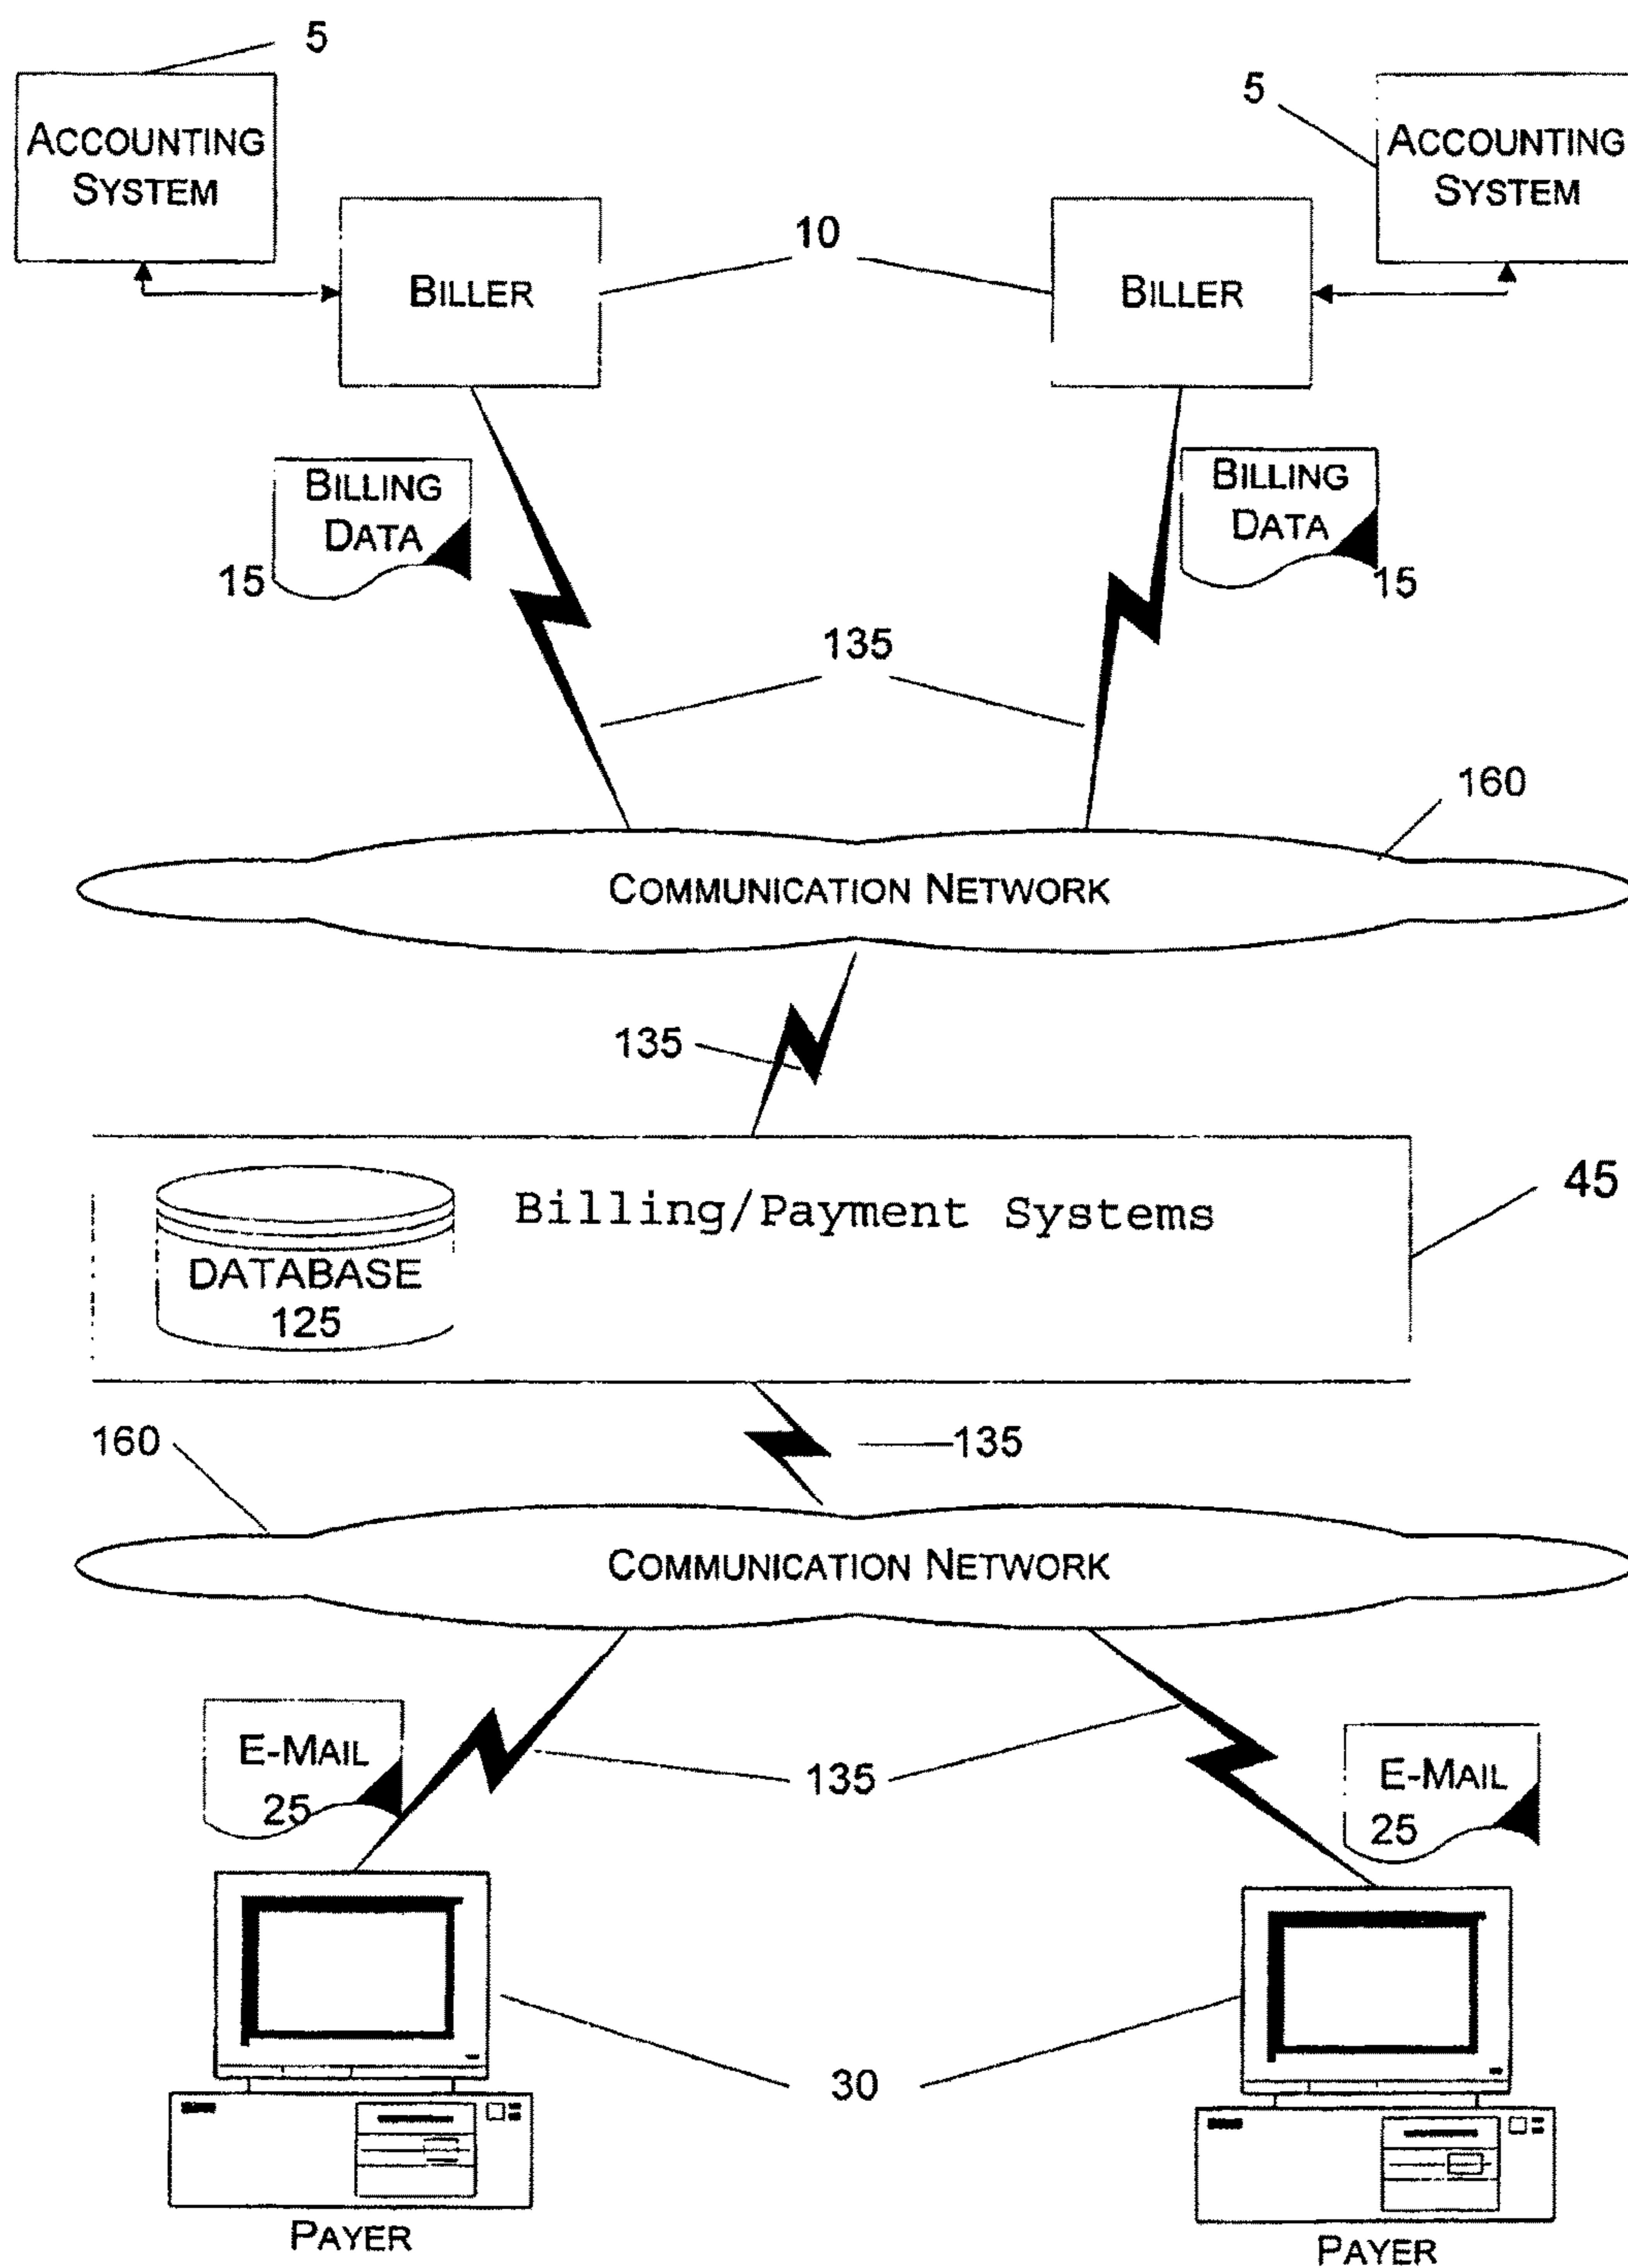 5
5
ACCOUNTING
SYSTEM
ACCOUNTING
SYSTEM
10
BILLER
BILLER
BILLING
DATA
15
BILLING
DATA
15
135
160
COMMUNICATION NETWORK
135
Billing/Payment Systems
45
DATABASE
125
160
135
COMMUNICATION NETWORK
E-MAIL
25
135
E-MAIL
25
30
PAYER
PAYER